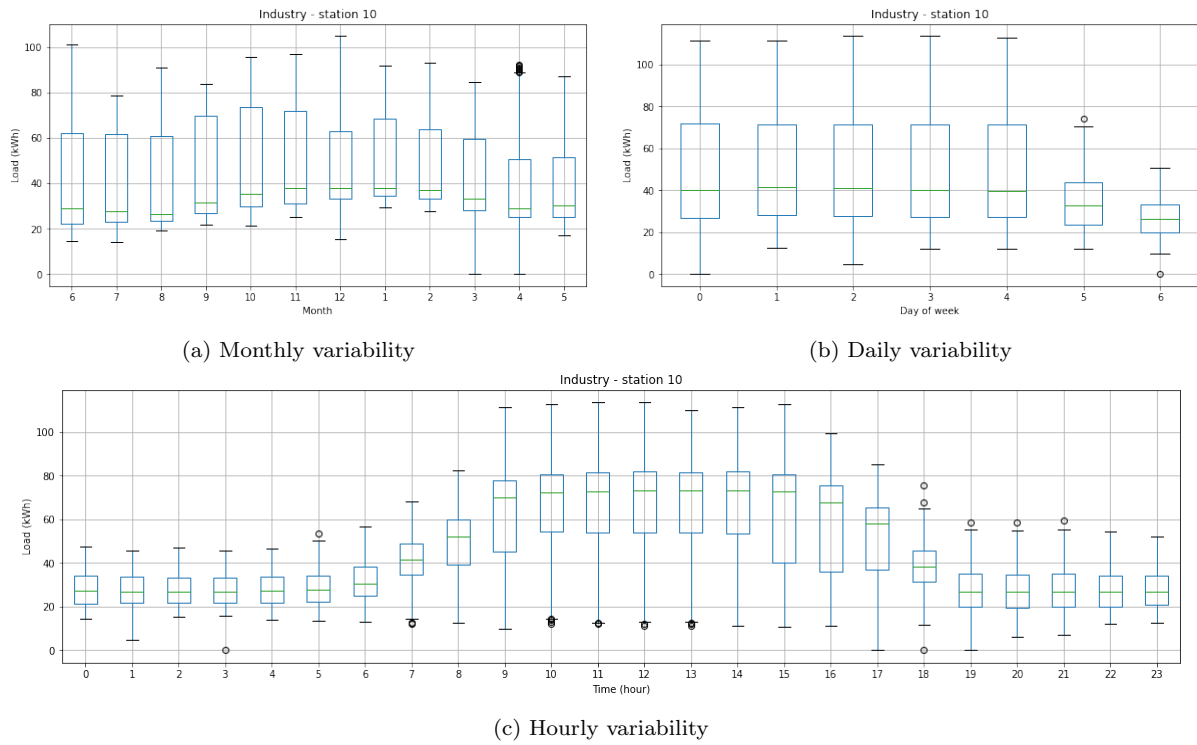 Industry - station 10
Load (kWh)
100
80
60
40
20
0
6 7 8 9 10 11 12 1 2 3 4 5
Month
(a) Monthly variability
Industry - station 10
Load (kWh)
100
80
60
40
20
0
0 1 2 3 4 5 6
Day of week
(b) Daily variability
Industry - station 10
Load (kWh)
100
80
60
40
20
0
0 1 2 3 4 5 6 7 8 9 10 11 12 13 14 15 16 17 18 19 20 21 22 23
Time (hour)
(c) Hourly variability